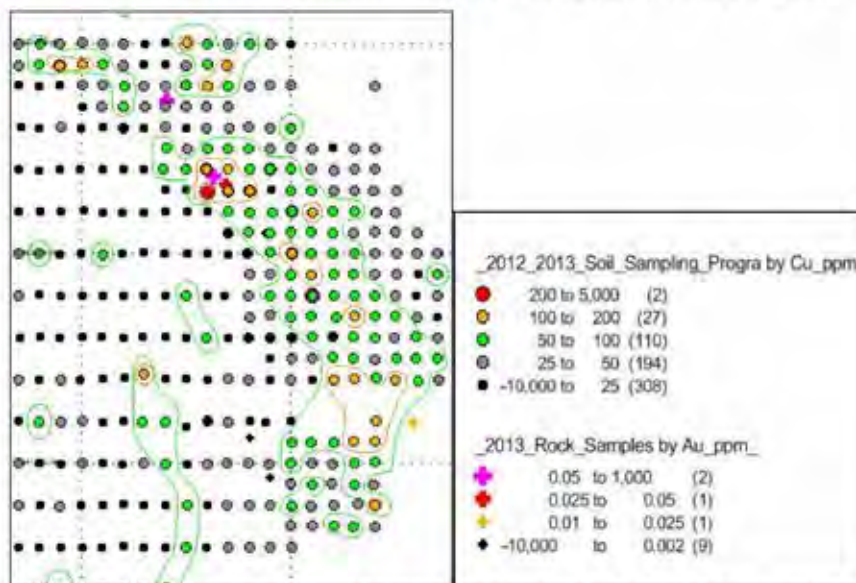 _2012_2013_Soil_Sampling_Progra by Cu_ppm
200 to 5,000 (2)
100 to 200 (27)
50 to 100 (110)
25 to 50 (194)
-10,000 to 25 (308)
_2013_Rock_Samples by Au_ppm_
0.05 to 1,000 (2)
0.025 to 0.05 (1)
0.01 to 0.025 (1)
-10,000 to 0.002 (9)